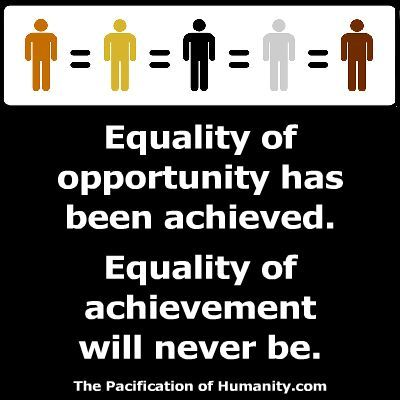 = = = =
Equality of
opportunity has
been achieved.
Equality of
achievement
will never be.
The Pacification of Humanity.com